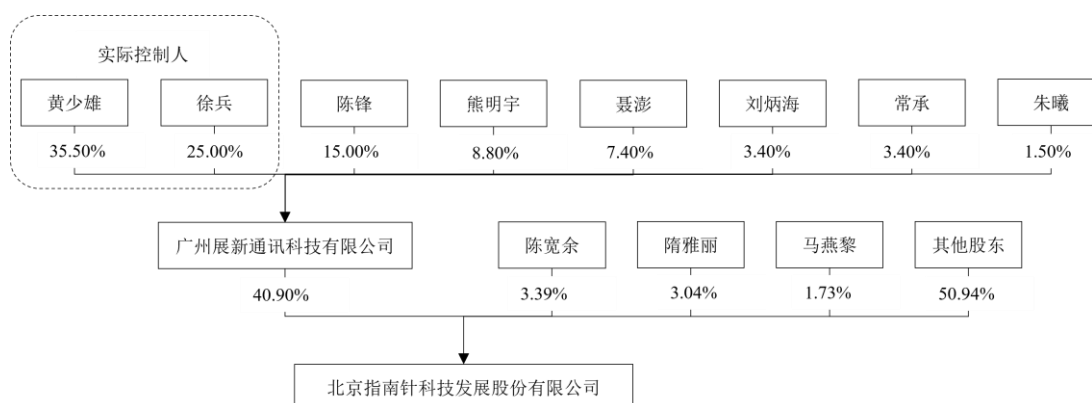 实际控制人
黄少雄 徐兵 陈锋 熊明宇 聂澎 刘炳海 常承 朱曦
35.50% 25.00% 15.00% 8.80% 7.40% 3.40% 3.40% 1.50%
广州展新通讯科技有限公司 陈宽余 隋雅丽 马燕黎 其他股东
40.90% 3.39% 3.04% 1.73% 50.94%
北京指南针科技发展股份有限公司